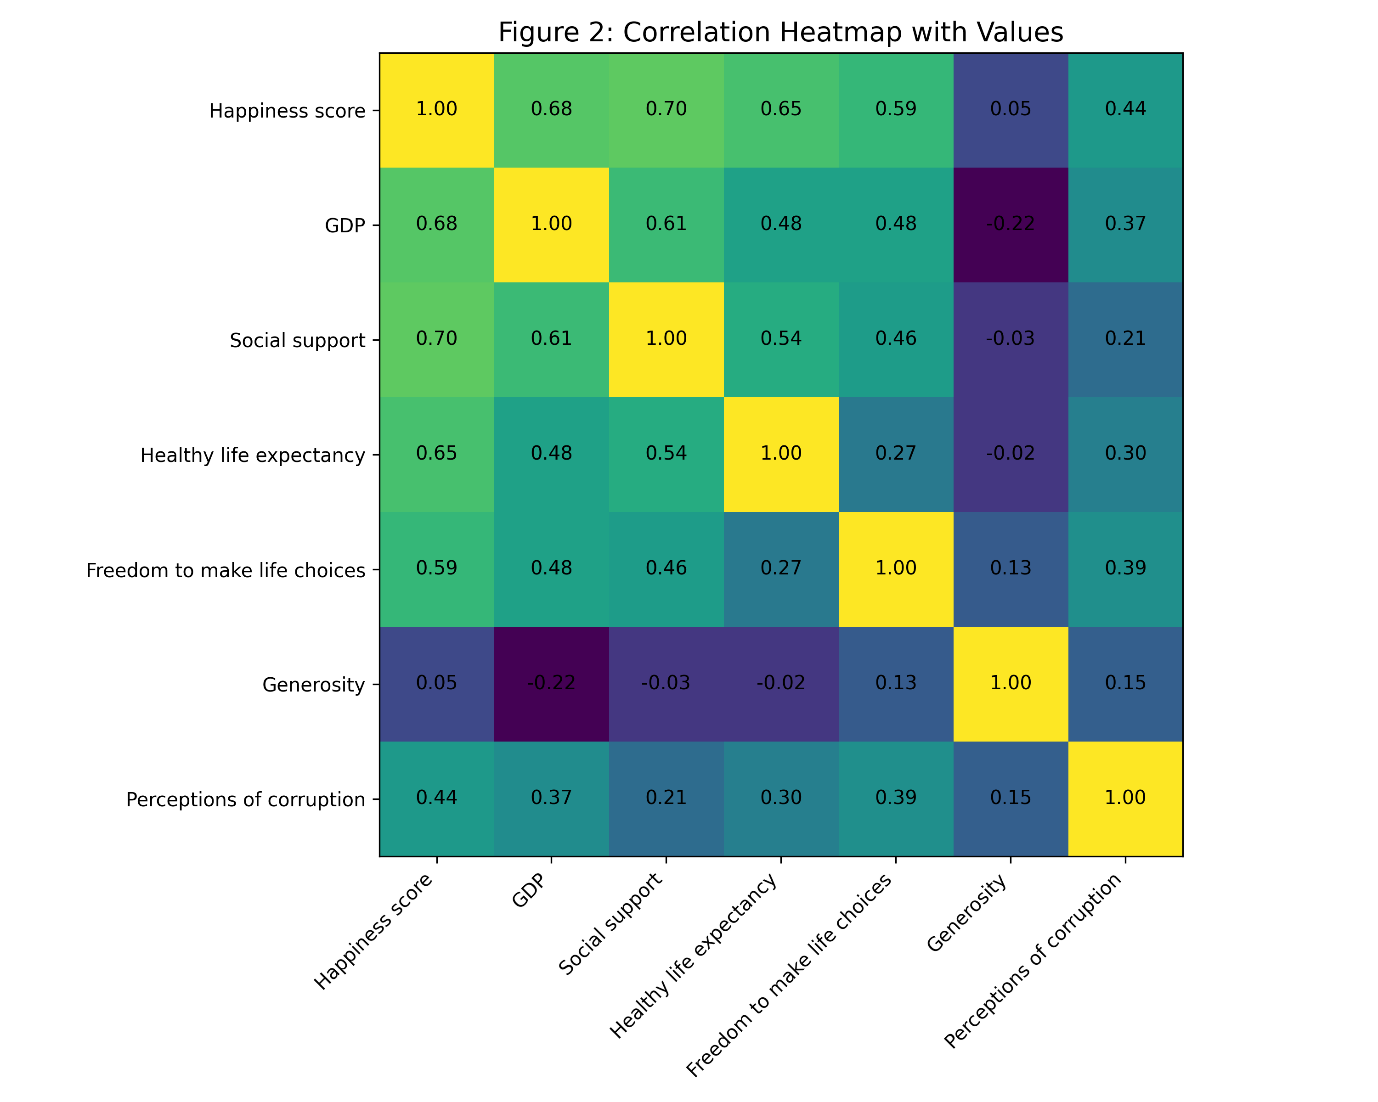 Figure 2: Correlation Heatmap with Values
Happiness score 1.00 0.68 0.70 0.65 0.59 0.05 0.44
GDP 0.68 1.00 0.61 0.48 0.48 -0.22 0.37
Social support 0.70 0.61 1.00 0.54 0.46 -0.03 0.21
Healthy life expectancy 0.65 0.48 0.54 1.00 0.27 -0.02 0.30
Freedom to make life choices 0.59 0.48 0.46 0.27 1.00 0.13 0.39
Generosity 0.05 -0.22 -0.03 -0.02 0.13 1.00 0.15
Perceptions of corruption 0.44 0.37 0.21 0.30 0.39 0.15 1.00
Happiness score
GDP
Social support
Healthy life expectancy
Freedom to make life choices
Generosity
Perceptions of corruption